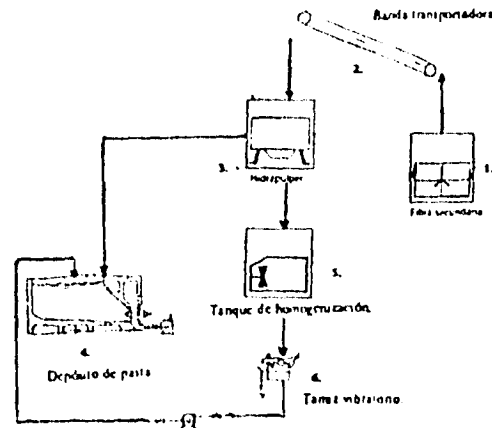 Banda transportadora
2.
1.
Fibra secundaria
3.
Hidrapulper
5.
Tanque de homogenización.
4.
Depósito de pasta
6.
Tamiz vibratorio.